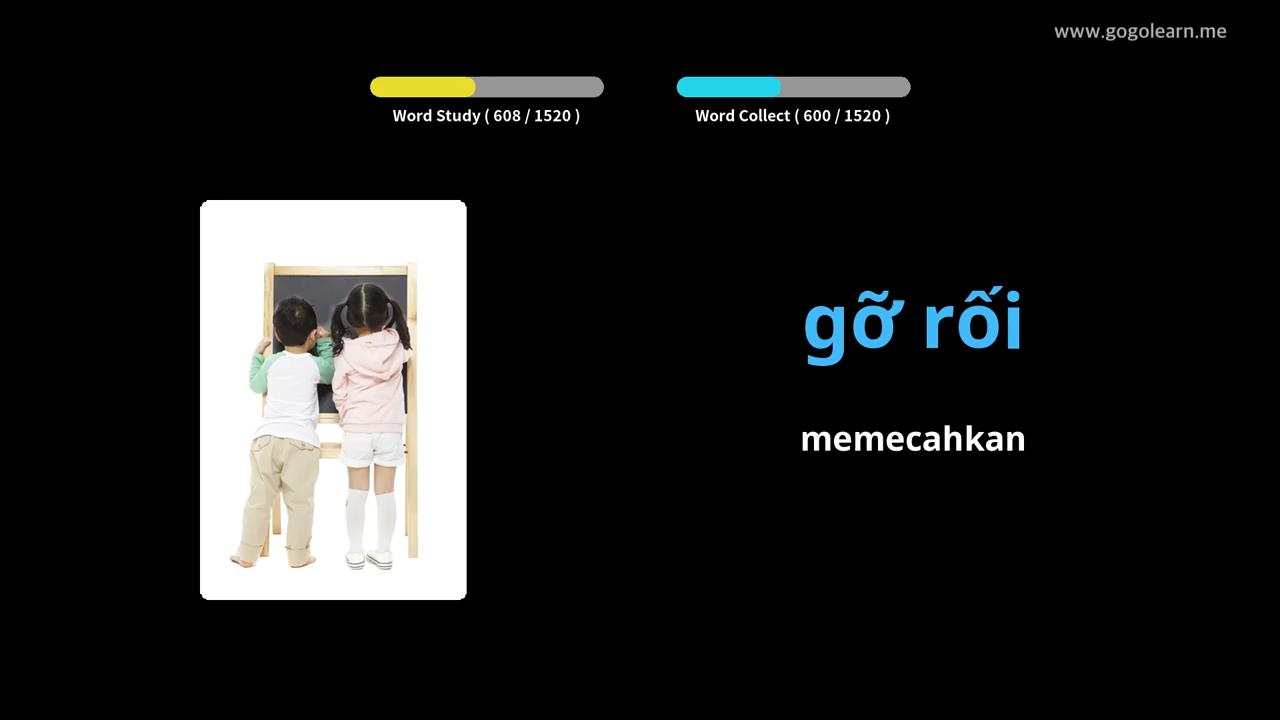 www.gogolearn.me
Word Study ( 608 / 1520 )
Word Collect ( 600 / 1520 )
gỡ rối
memecahkan